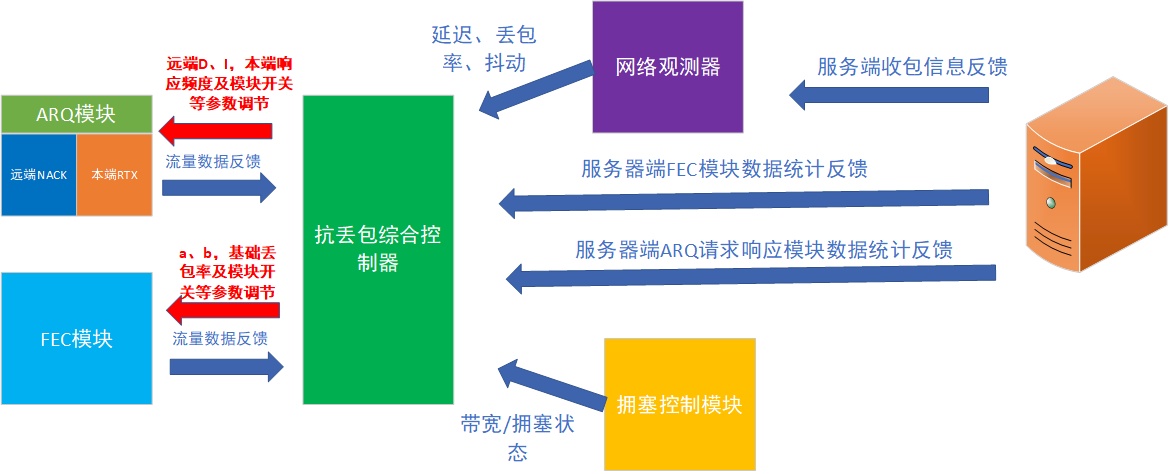 延迟、丢包
率、抖动
网络观测器
服务端收包信息反馈
远端D、I，本端响
应频度及模块开关
等参数调节
ARQ模块
远端NACK
本端RTX
流量数据反馈
服务器端FEC模块数据统计反馈
抗丢包综合控
制器
服务器端ARQ请求响应模块数据统计反馈
a、b，基础丢
包率及模块开
关等参数调节
FEC模块
流量数据反馈
拥塞控制模块
带宽/拥塞状
态